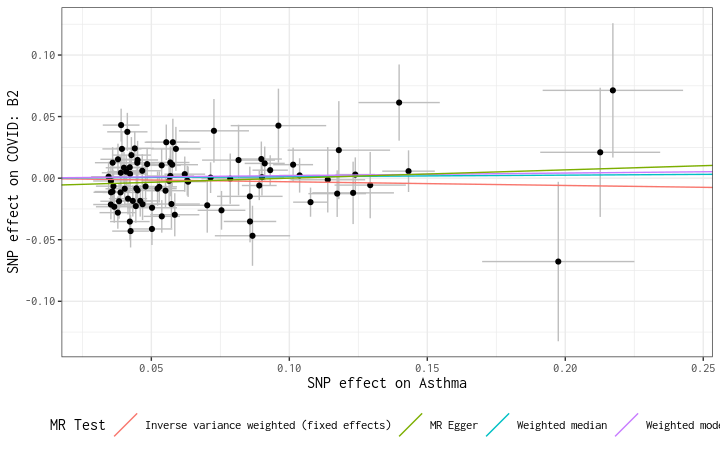 0.10
0.05
0.00
-0.05
-0.10
SNP effect on COVID: B2
0.05
0.10
0.15
0.20
0.25
SNP effect on Asthma
MR Test
Inverse variance weighted (fixed effects)
MR Egger
Weighted median
Weighted mode